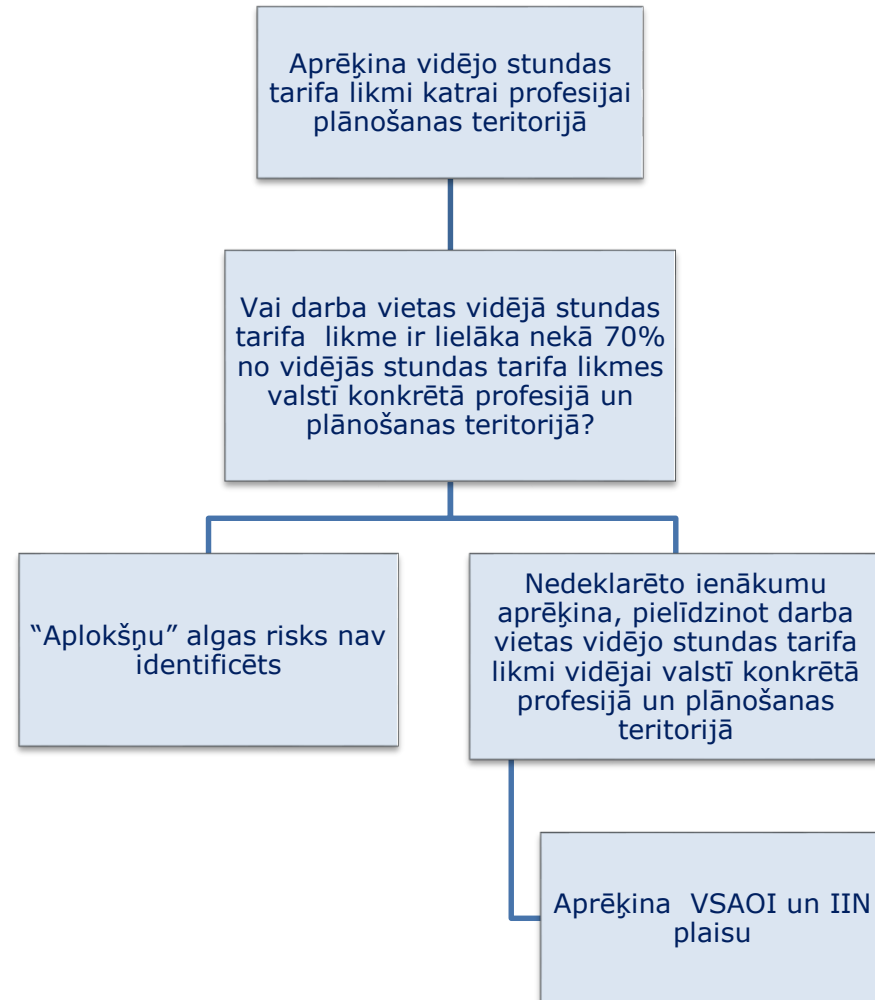 Aprēķina vidējo stundas
tarifa likmi katrai profesijai
plānošanas teritorijā
Vai darba vietas vidējā stundas
tarifa  likme ir lielāka nekā 70%
no vidējās stundas tarifa likmes
valstī konkrētā profesijā un
plānošanas teritorijā?
“Aplokšņu” algas risks nav
identificēts
Nedeklarēto ienākumu
aprēķina, pielīdzinot darba
vietas vidējo stundas tarifa
likmi vidējai valstī konkrētā
profesijā un plānošanas
teritorijā
Aprēķina  VSAOI un IIN
plaisu